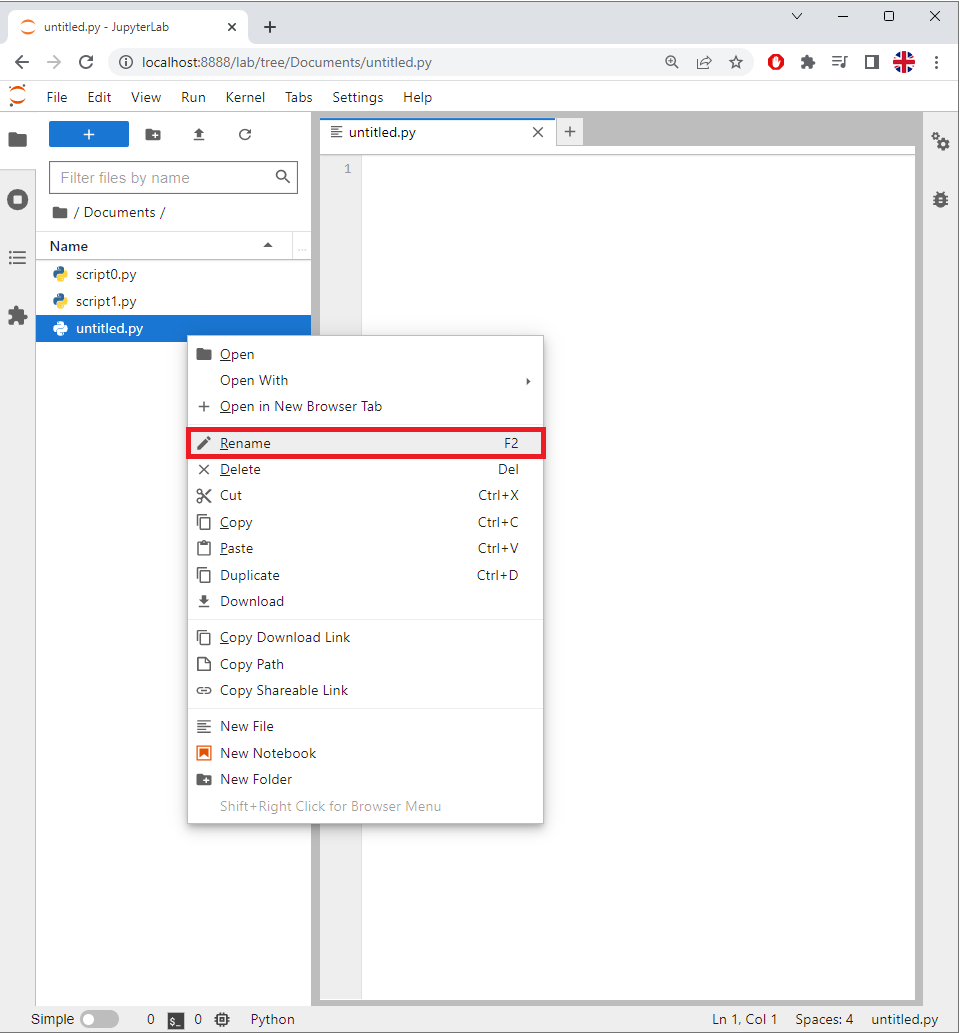 untitled.py - JupyterLab
localhost:8888/lab/tree/Documents/untitled.py
File Edit View Run Kernel Tabs Settings Help
untitled.py
Filter files by name
1
/ Documents /
Name
...
script0.py
script1.py
untitled.py
Open
Open With
Open in New Browser Tab
Rename F2
Delete Del
Cut Ctrl+X
Copy Ctrl+C
Paste Ctrl+V
Duplicate Ctrl+D
Download
Copy Download Link
Copy Path
Copy Shareable Link
New File
New Notebook
New Folder
Shift+Right Click for Browser Menu
Simple 0 $_ 0 Python Ln 1, Col 1 Spaces: 4 untitled.py